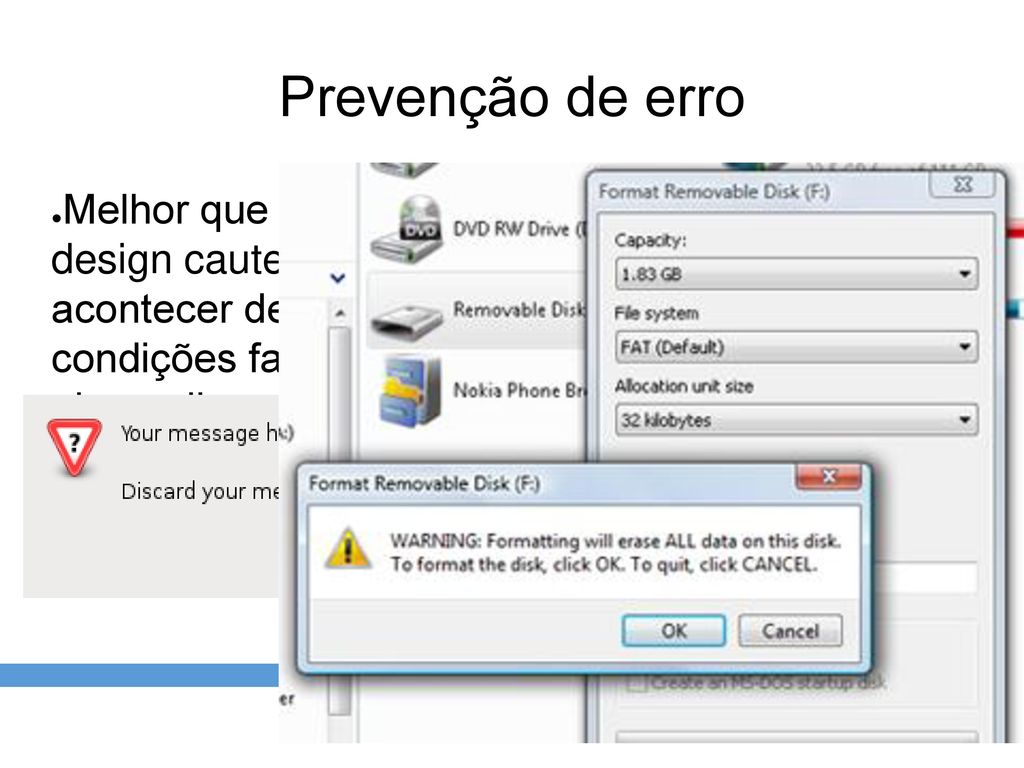 Prevenção de erro
●Melhor que
design caute
acontecer de
condições fa
Your message h
Discard your me
DVD RW Drive (
Removable Disk
Nokia Phone Br
Format Removable Disk (F:)
Capacity:
1.83 GB
File system
FAT (Default)
Allocation unit size
32 kilobytes
Format Removable Disk (F:)
WARNING: Formatting will erase ALL data on this disk.
To format the disk, click OK. To quit, click CANCEL.
OK
Cancel
Create an MS-DOS startup disk
er